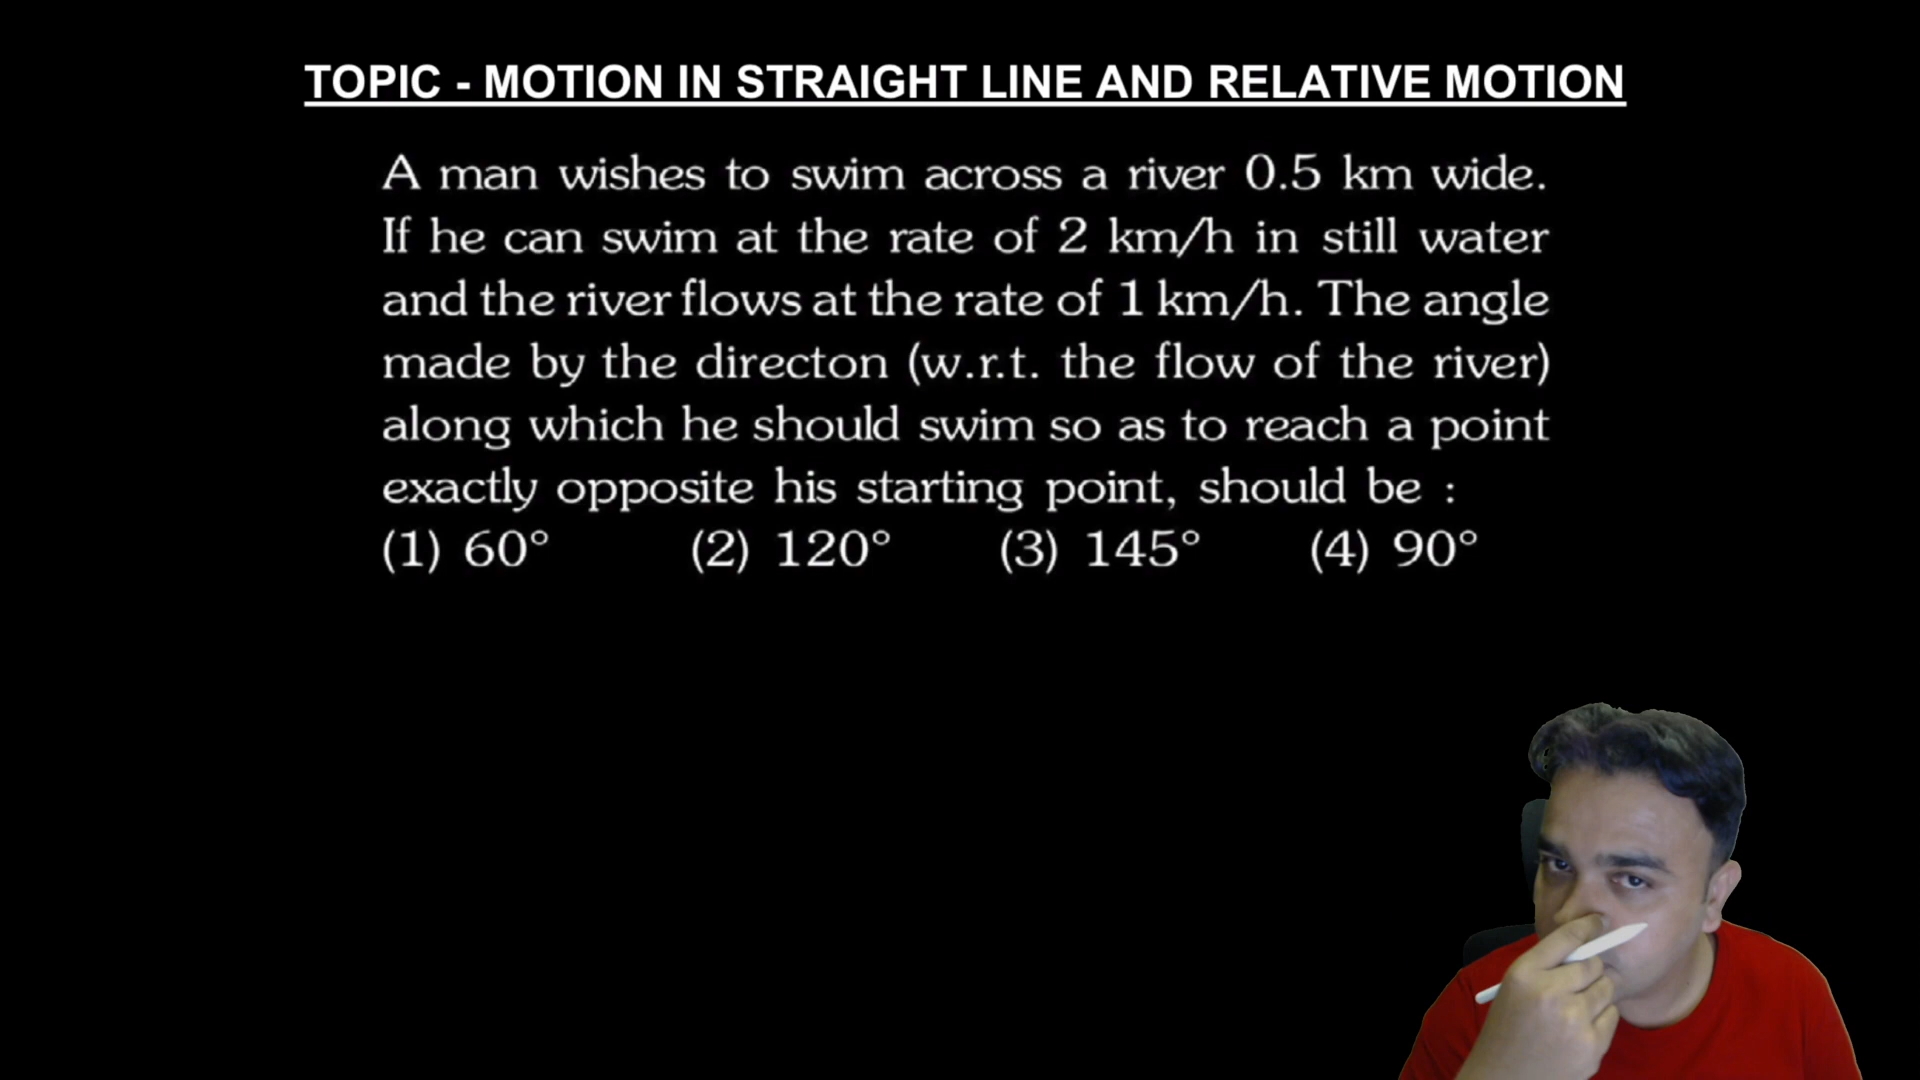 TOPIC - MOTION IN STRAIGHT LINE AND RELATIVE MOTION
A man wishes to swim across a river 0.5 km wide.
If he can swim at the rate of 2 km/h in still water
and the river flows at the rate of 1 km/h. The angle
made by the directon (w.r.t. the flow of the river)
along which he should swim so as to reach a point
exactly opposite his starting point, should be :
(1) 60° (2) 120° (3) 145° (4) 90°